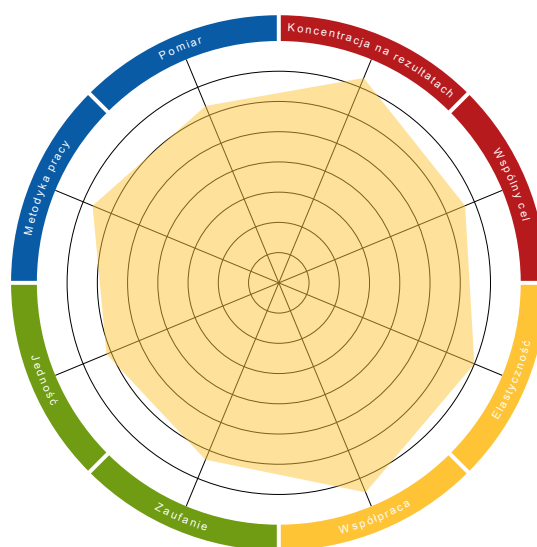 Pomiar
Koncentracja na rezultatach
Metodyka pracy
Wspólny cel
Jedność
Elastyczność
Zaufanie
Współpraca